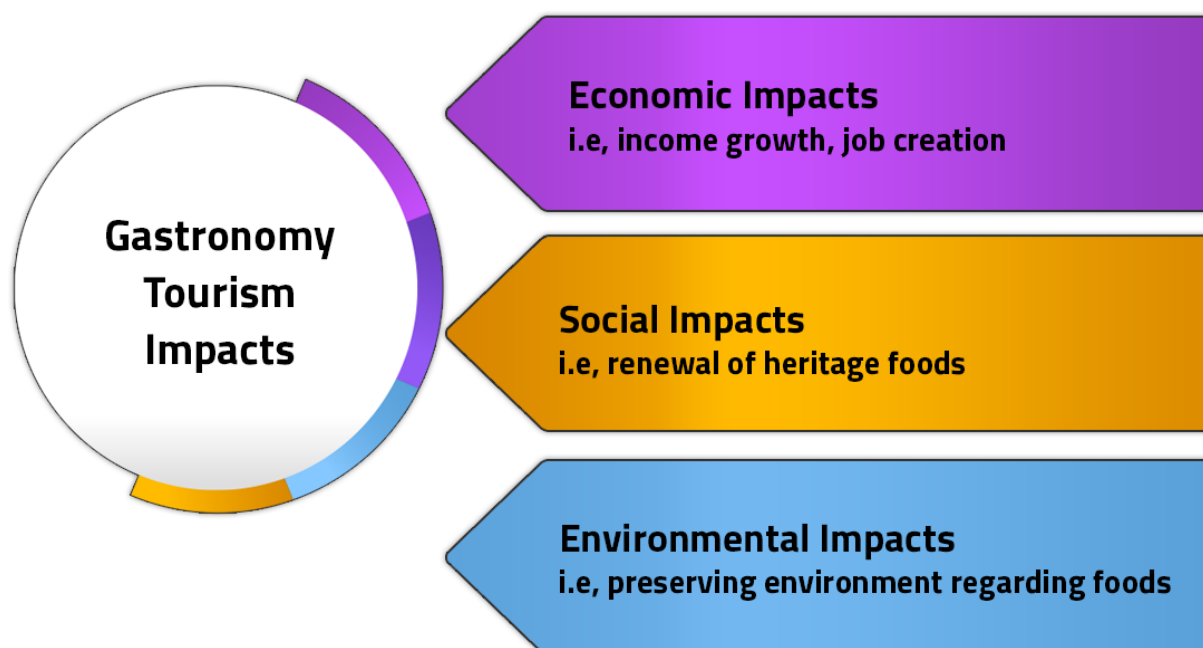 Gastronomy
Tourism
Impacts
Economic Impacts
i.e, income growth, job creation
Social Impacts
i.e, renewal of heritage foods
Environmental Impacts
i.e, preserving environment regarding foods